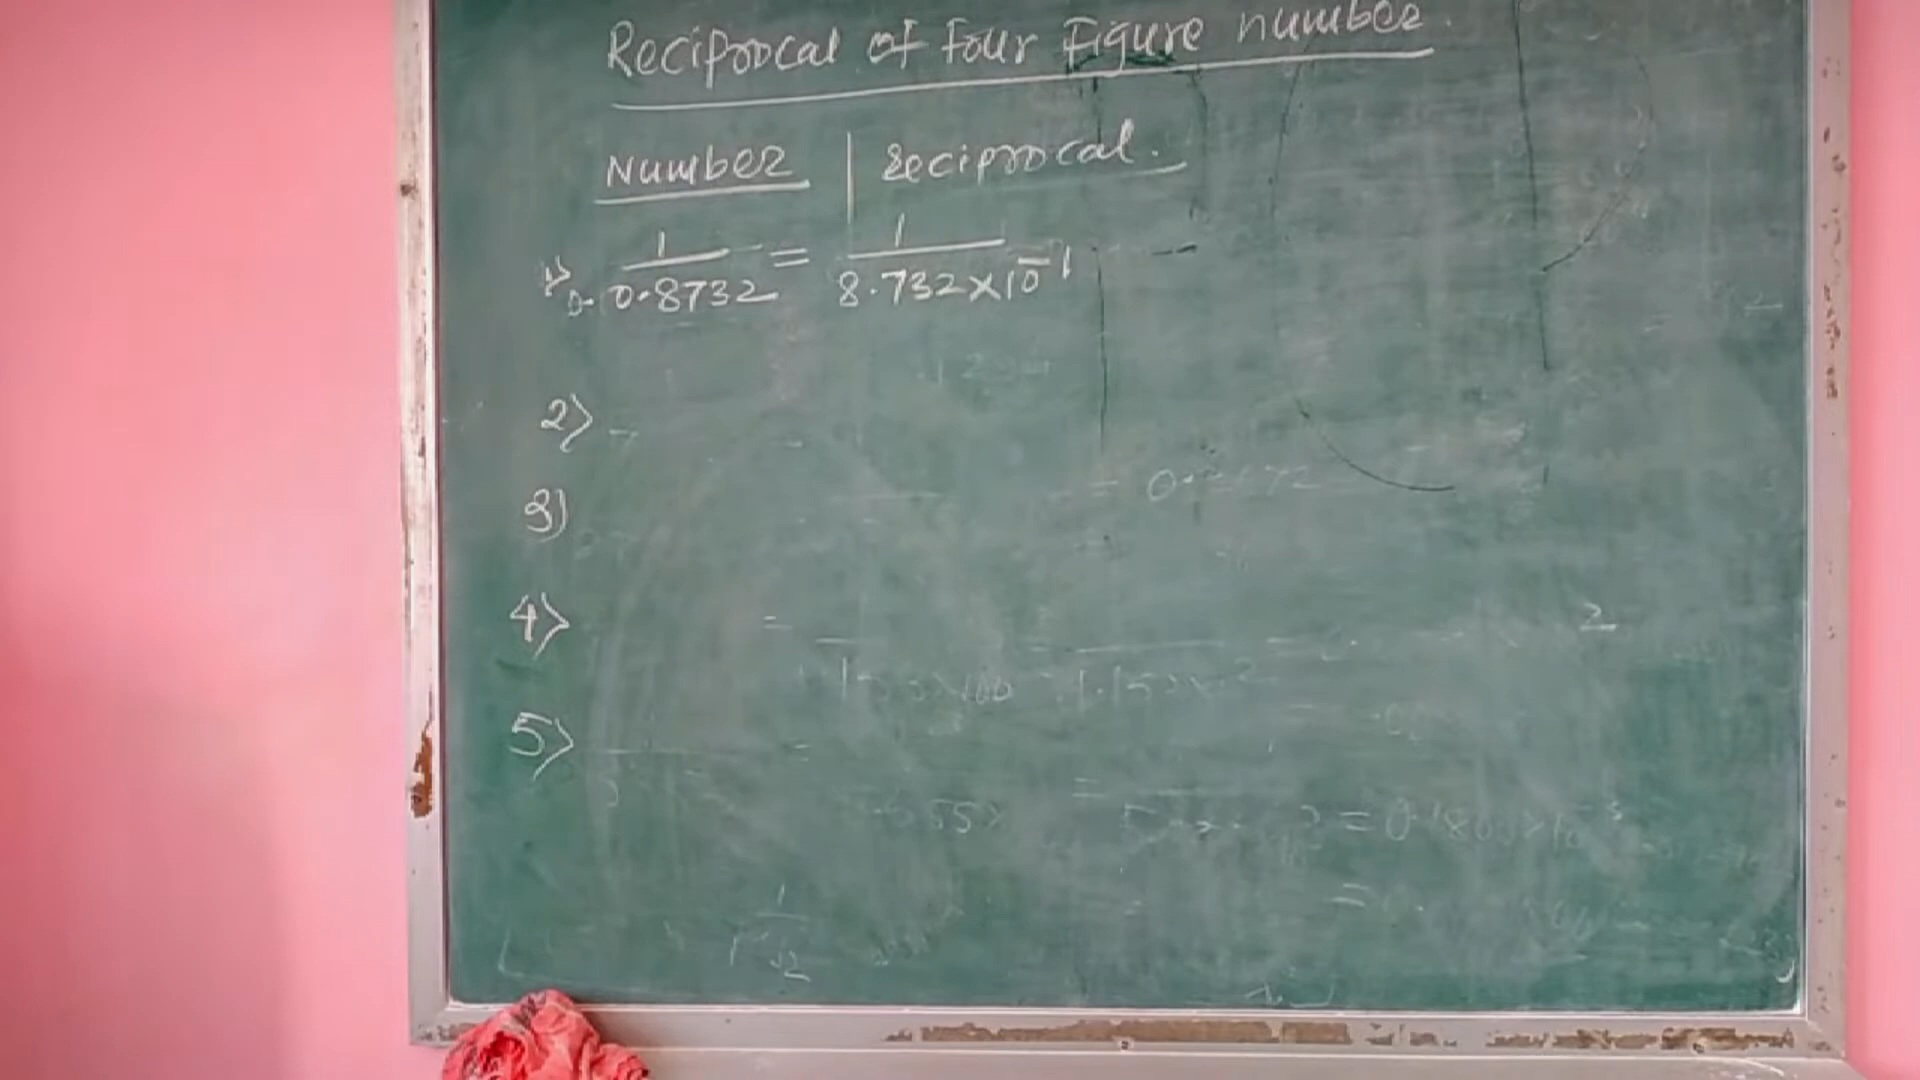 Reciprocal of four Figure number.
Number | Reciprocal.
1) 1/0.8732 = 1/8.732×10^-1
2)
3)
4)
5)